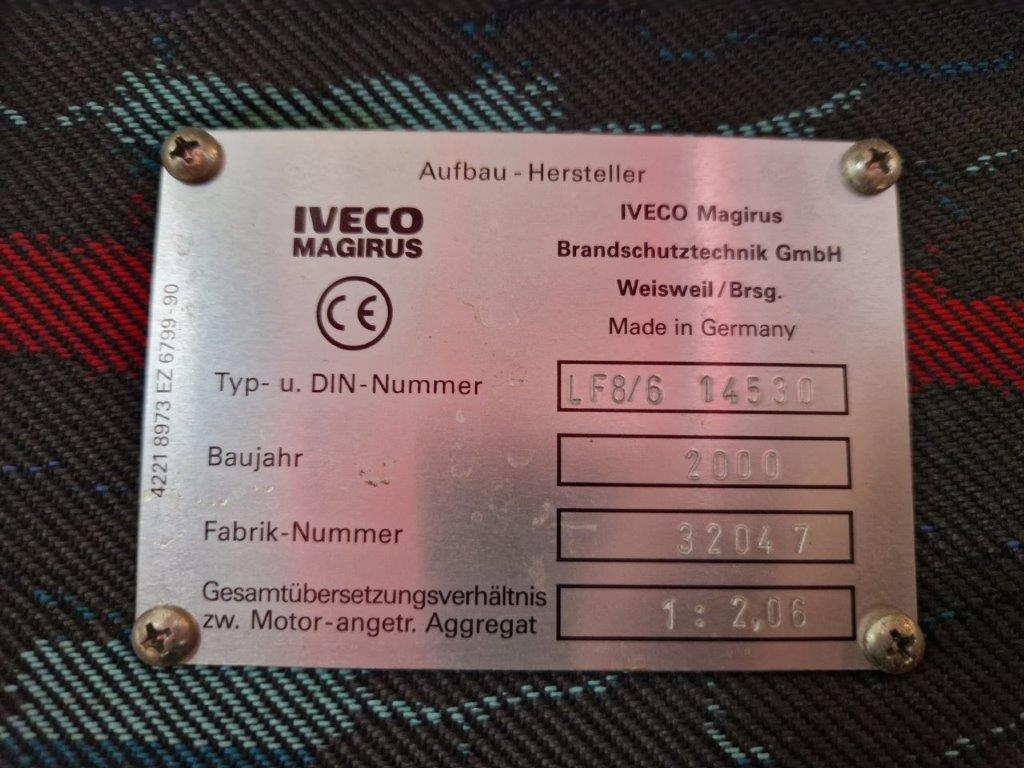 Aufbau - Hersteller
IVECO
MAGIRUS
CE
IVECO Magirus
Brandschutztechnik GmbH
Weisweil/Brsg.
Made in Germany
Typ- u. DIN-Nummer LF8/6 14530
Baujahr 2000
Fabrik-Nummer 32047
Gesamtübersetzungsverhältnis
zw. Motor-angetr. Aggregat 1 : 2,06
4221 8973 EZ 6799-90